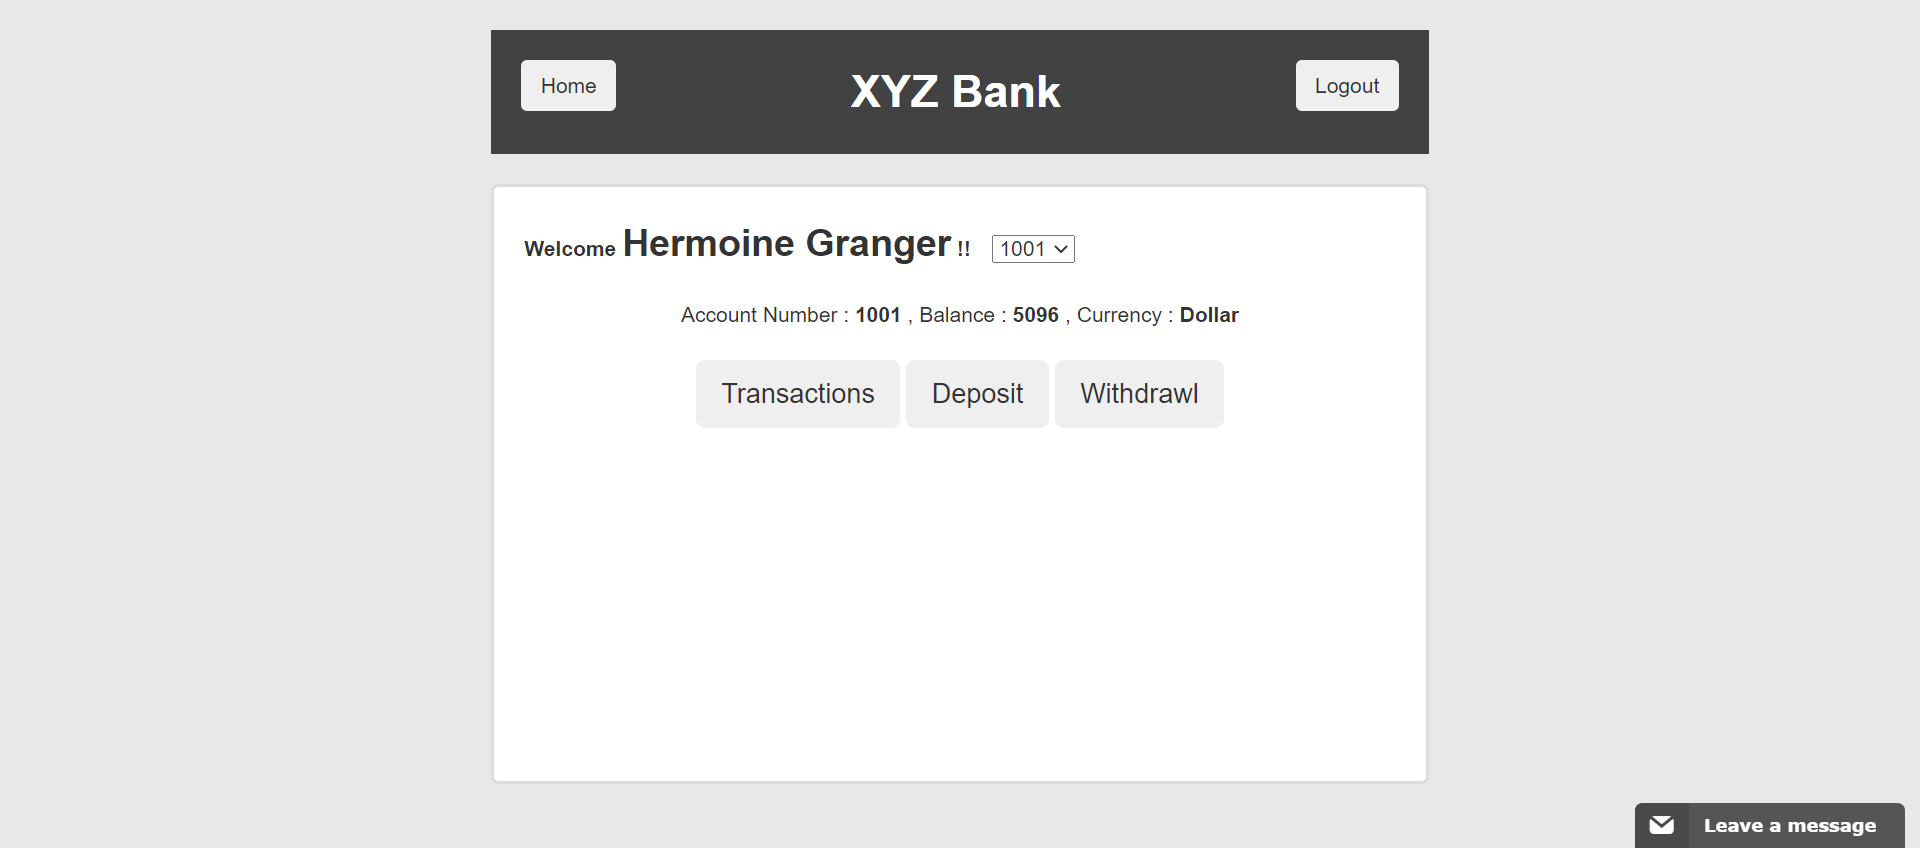 Home XYZ Bank Logout
Welcome Hermoine Granger !! 1001
Account Number : 1001 , Balance : 5096 , Currency : Dollar
Transactions Deposit Withdrawl
Leave a message